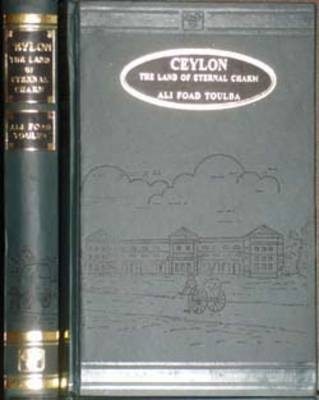 CEYLON
THE LAND
OF
ETERNAL
CHARM
ALI FOAD
TOULBA
CEYLON
THE LAND OF ETERNAL CHARM
ALI FOAD TOULBA